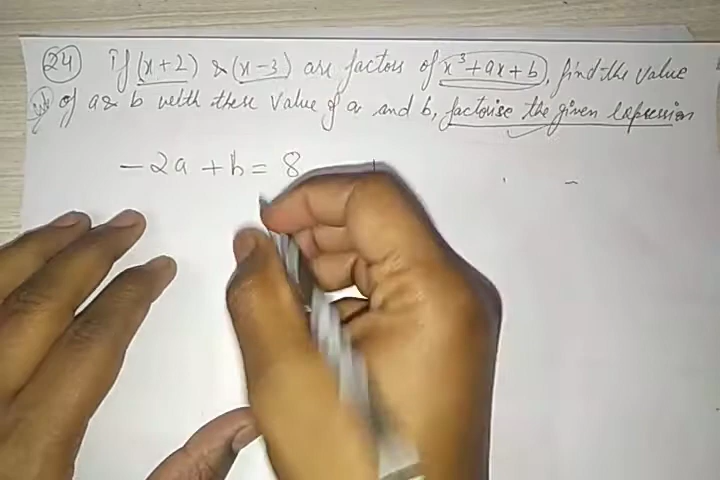 24 If (x+2) & (x-3) are factors of x³+ax+b, find the value
of a & b with these value of a and b, factorise the given expression
-2a+b=8